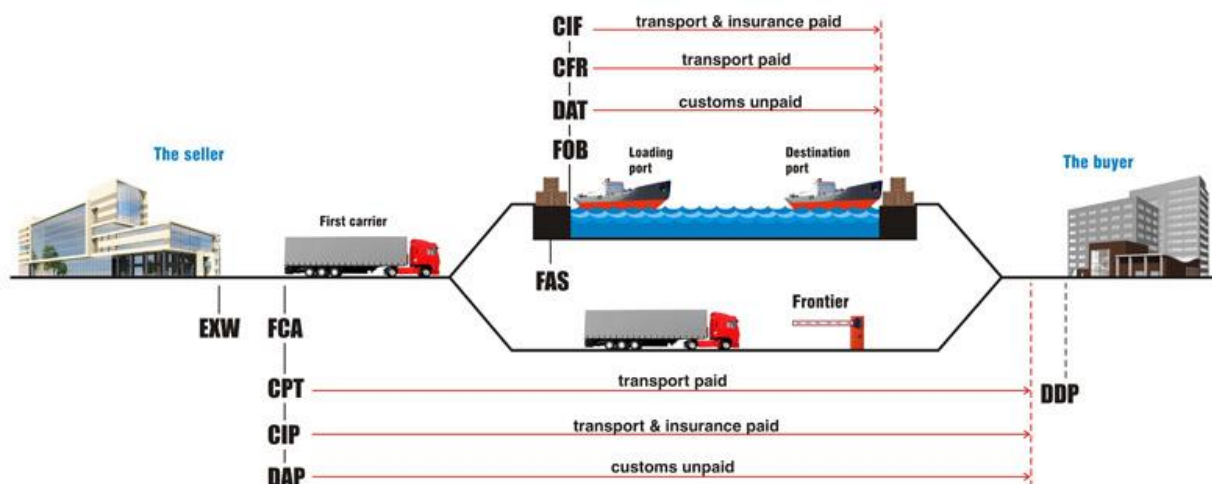 CIF transport & insurance paid
CFR transport paid
DAT customs unpaid
FOB
The seller
Loading
port
Destination
port
The buyer
First carrier
FAS
Frontier
EXW
FCA
CPT transport paid
DDP
CIP transport & insurance paid
DAP customs unpaid